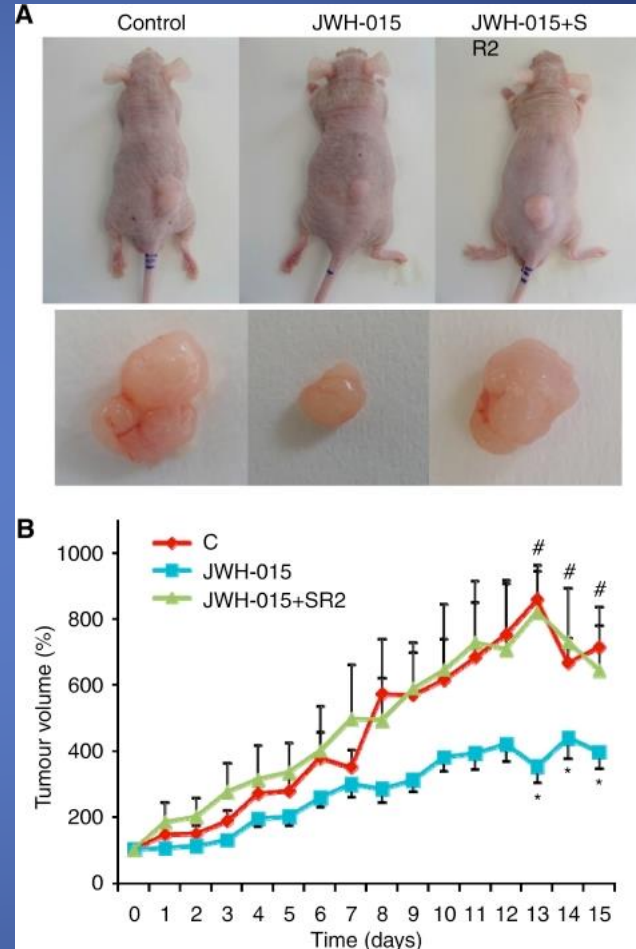 A
Control JWH-015 JWH-015+S
R2
B
C
JWH-015
JWH-015+SR2
Tumour volume (%)
1000
800
600
400
200
0
# # #
* * *
0 1 2 3 4 5 6 7 8 9 10 11 12 13 14 15
Time (days)